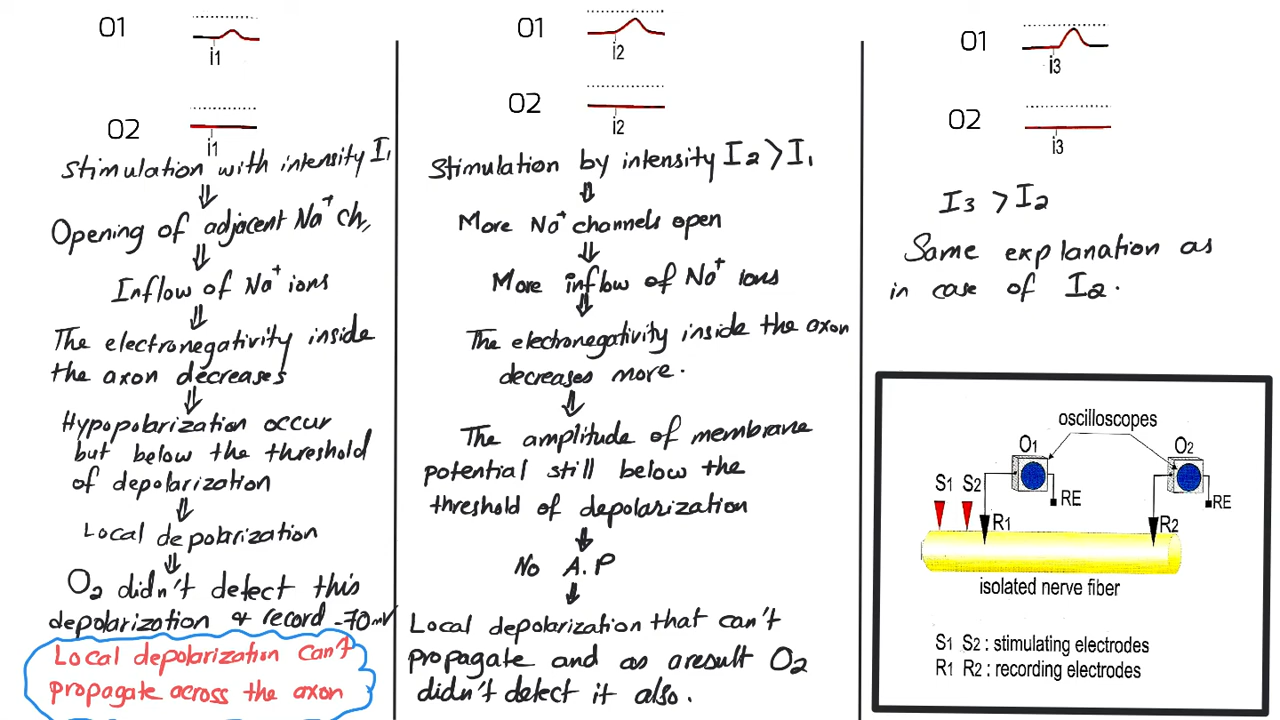 O1
i1
O2
i1
Stimulation with intensity I1
⇓
Opening of adjacent Na+ ch,
⇓
Inflow of Na+ ions
⇓
The electronegativity inside
the axon decreases
⇓
Hypopolarization occur
but below the threshold
of depolarization
⇓
Local depolarization
⇓
O2 didn't detect this
depolarization & record -70mV
Local depolarization can't
propagate across the axon
O1
i2
O2
i2
Stimulation by intensity I2 > I1
⇓
More Na+ channels open
⇓
More inflow of Na+ ions
⇓
The electronegativity inside the axon
decreases more.
⇓
The amplitude of membrane
potential still below the
threshold of depolarization
⇓
No A.P
⇓
Local depolarization that can't
propagate and as a result O2
didn't detect it also.
O1
i3
O2
i3
I3 > I2
Same explanation as
in case of I2.
oscilloscopes
O1 O2
S1 S2 RE RE
R1 R2
isolated nerve fiber
S1 S2 : stimulating electrodes
R1 R2 : recording electrodes